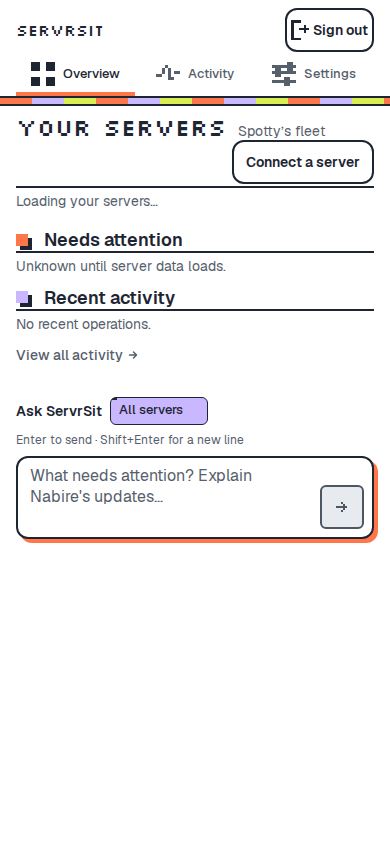 SERVRSIT
Sign out
Overview
Activity
Settings
YOUR SERVERS
Spotty's fleet
Connect a server
Loading your servers…
Needs attention
Unknown until server data loads.
Recent activity
No recent operations.
View all activity →
Ask ServrSit
All servers
Enter to send · Shift+Enter for a new line
What needs attention? Explain
Nabire's updates…